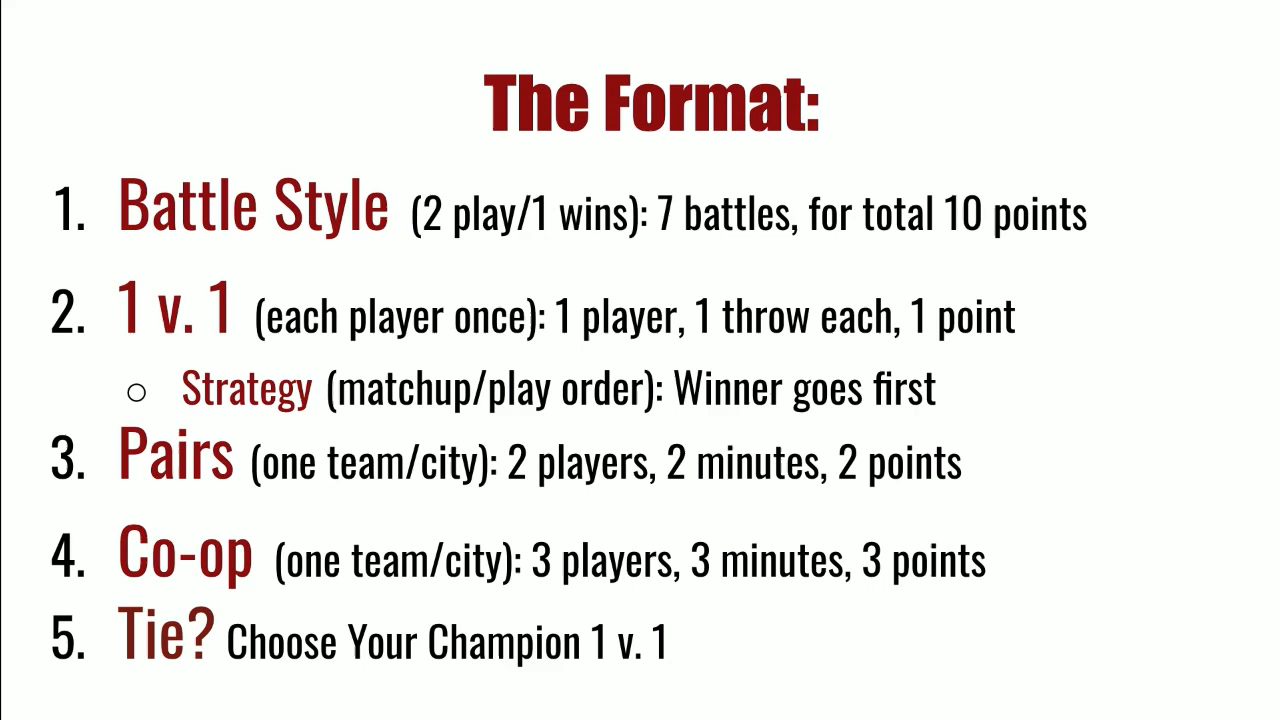 The Format:
1. Battle Style (2 play/1 wins): 7 battles, for total 10 points
2. 1 v. 1 (each player once): 1 player, 1 throw each, 1 point
○ Strategy (matchup/play order): Winner goes first
3. Pairs (one team/city): 2 players, 2 minutes, 2 points
4. Co-op (one team/city): 3 players, 3 minutes, 3 points
5. Tie? Choose Your Champion 1 v. 1